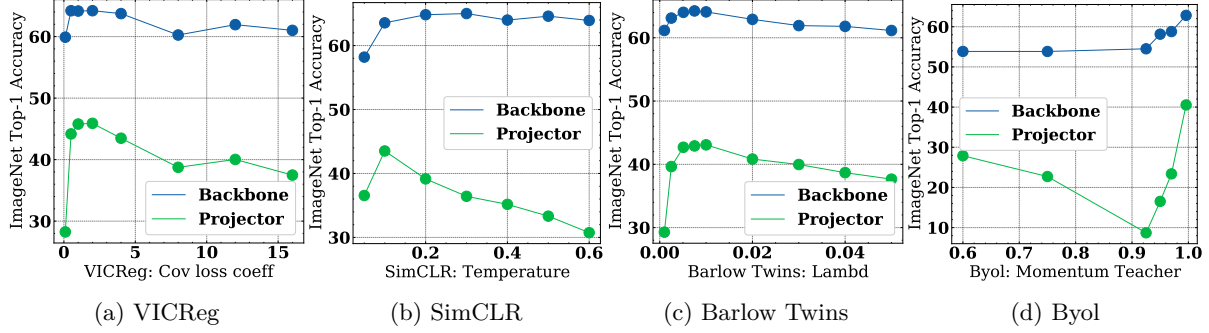 ImageNet Top-1 Accuracy
60
50
40
30
0
5
10
15
Backbone
Projector
VICReg: Cov loss coeff
(a) VICReg
ImageNet Top-1 Accuracy
60
50
40
30
0.2
0.4
0.6
Backbone
Projector
SimCLR: Temperature
(b) SimCLR
ImageNet Top-1 Accuracy
60
50
40
30
0.00
0.02
0.04
Backbone
Projector
Barlow Twins: Lambd
(c) Barlow Twins
ImageNet Top-1 Accuracy
60
50
40
30
20
10
0.6
0.7
0.8
0.9
1.0
Backbone
Projector
Byol: Momentum Teacher
(d) Byol